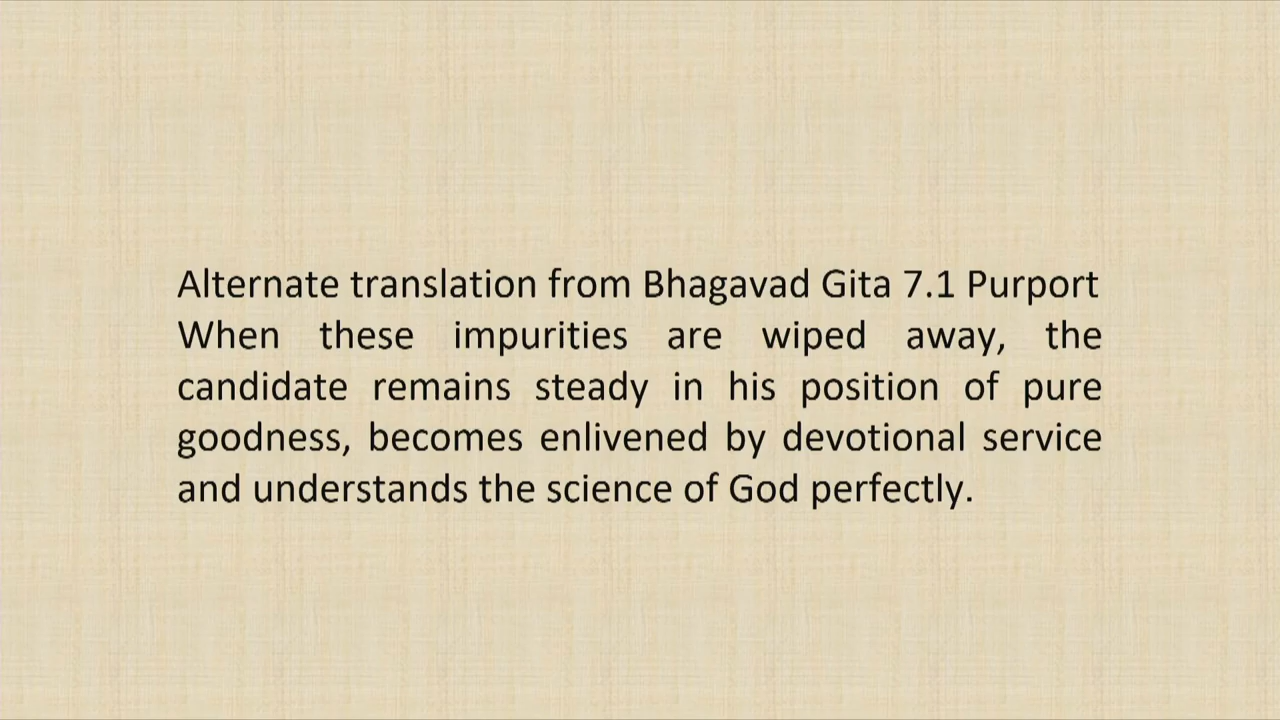 Alternate translation from Bhagavad Gita 7.1 Purport
When these impurities are wiped away, the
candidate remains steady in his position of pure
goodness, becomes enlivened by devotional service
and understands the science of God perfectly.